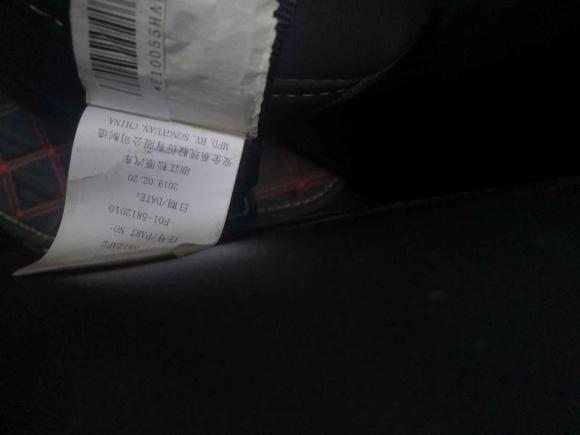 序号/PART NO:
F01-5812010
日期/DATE:
2019.02.20
浙江松原汽车
安全系统股份有限公司制造
MFD. BY. SONGYUAN, CHINA